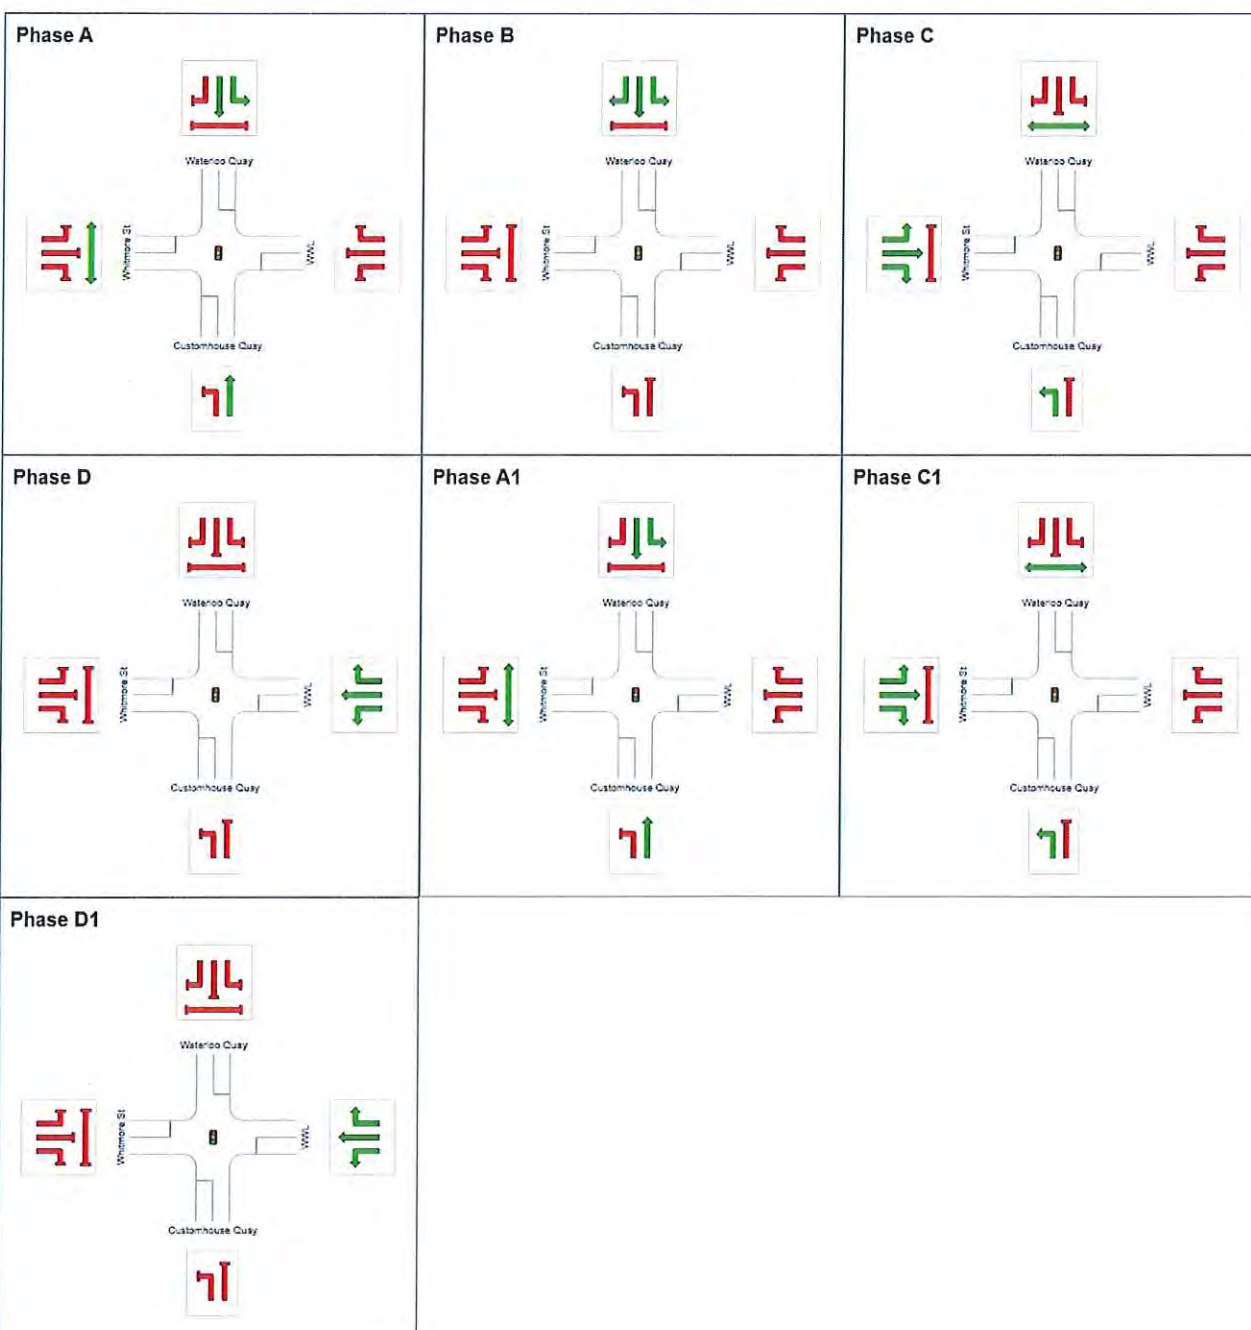 Phase A
Waterloo Quay
Whitmore St
WWL
Customhouse Quay
Phase B
Waterloo Quay
Whitmore St
WWL
Customhouse Quay
Phase C
Waterloo Quay
Whitmore St
WWL
Customhouse Quay
Phase D
Waterloo Quay
Whitmore St
WWL
Customhouse Quay
Phase A1
Waterloo Quay
Whitmore St
WWL
Customhouse Quay
Phase C1
Waterloo Quay
Whitmore St
WWL
Customhouse Quay
Phase D1
Waterloo Quay
Whitmore St
WWL
Customhouse Quay